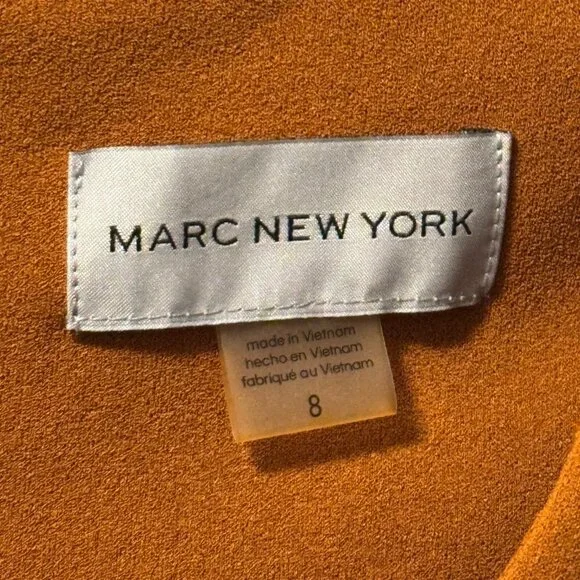 MARC NEW YORK
made in Vietnam
hecho en Vietnam
fabriqué au Vietnam
8